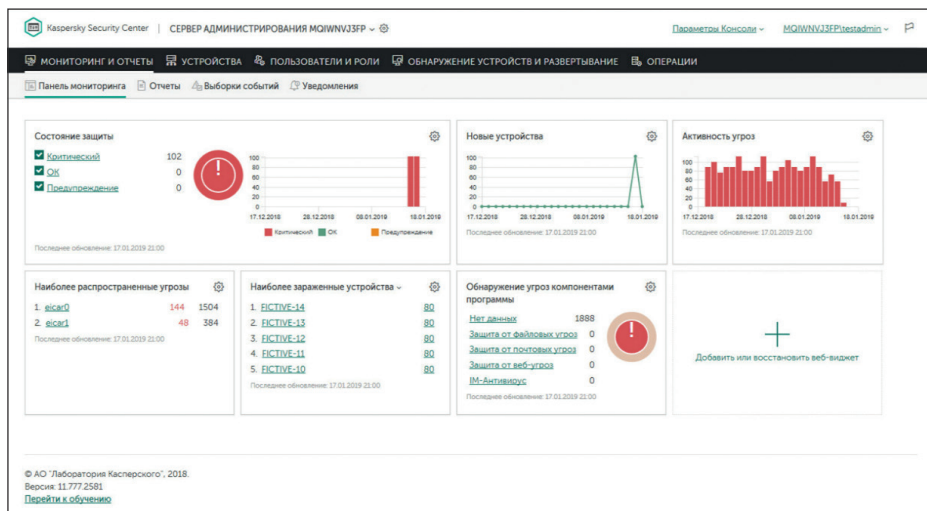 Kaspersky Security Center | СЕРВЕР АДМИНИСТРИРОВАНИЯ MQIWNVJ3FP
Параметры Консоли
MQIWNVJ3FP\testadmin
МОНИТОРИНГ И ОТЧЕТЫ УСТРОЙСТВА ПОЛЬЗОВАТЕЛИ И РОЛИ ОБНАРУЖЕНИЕ УСТРОЙСТВ И РАЗВЕРТЫВАНИЕ ОПЕРАЦИИ
Панель мониторинга Отчеты Выборки событий Уведомления
Состояние защиты
Критический 102
ОК 0
Предупреждение 0
100
80
60
40
20
0
17.12.2018 28.12.2018 08.01.2019 18.01.2019
Критический ОК Предупреждение
Последнее обновление: 17.01.2019 21:00
Новые устройства
100
80
60
40
20
0
17.12.2018 28.12.2018 08.01.2019 18.01.2019
Последнее обновление: 17.01.2019 21:00
Активность угроз
100
80
60
40
20
0
17.12.2018 28.12.2018 08.01.2019 18.01.2019
Последнее обновление: 17.01.2019 21:00
Наиболее распространенные угрозы
1. eicar0 144 1504
2. eicar1 48 384
Последнее обновление: 17.01.2019 21:00
Наиболее зараженные устройства
1. FICTIVE-14 80
2. FICTIVE-13 80
3. FICTIVE-12 80
4. FICTIVE-11 80
5. FICTIVE-10 80
Последнее обновление: 17.01.2019 21:00
Обнаружение угроз компонентами
программы
Нет данных 1888
Защита от файловых угроз 0
Защита от почтовых угроз 0
Защита от веб-угроз 0
IM-Антивирус 0
Последнее обновление: 17.01.2019 21:00
Добавить или восстановить веб-виджет
© АО "Лаборатория Касперского", 2018.
Версия: 11.777.2581
Перейти к обучению